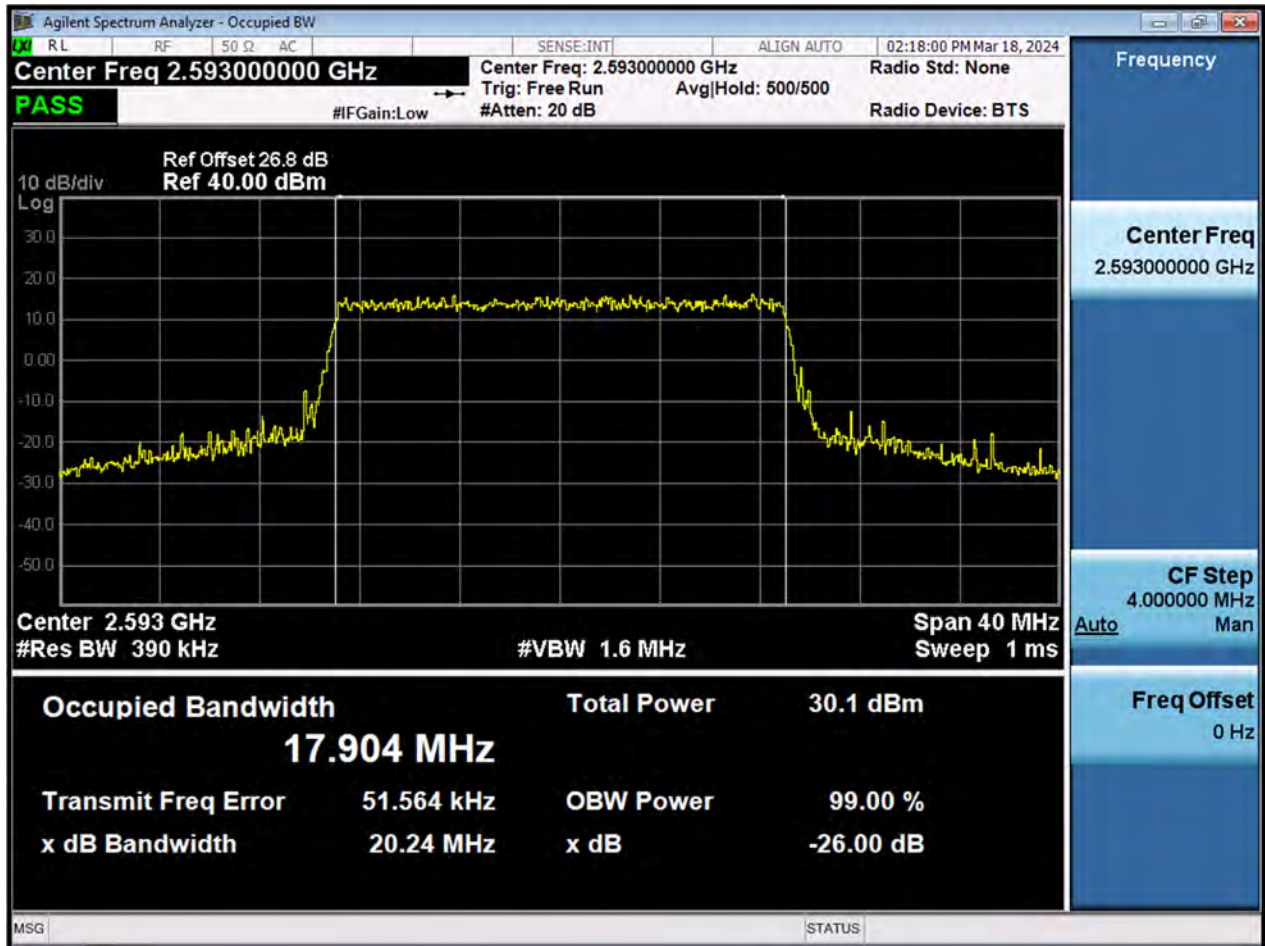 Agilent Spectrum Analyzer - Occupied BW
LXI RL RF 50 Ω AC SENSE:INT ALIGN AUTO 02:18:00 PM Mar 18, 2024
Center Freq 2.593000000 GHz
Center Freq: 2.593000000 GHz
Radio Std: None
Trig: Free Run
Avg|Hold: 500/500
PASS
#IFGain:Low
#Atten: 20 dB
Radio Device: BTS
Ref Offset 26.8 dB
10 dB/div
Ref 40.00 dBm
Log
30.0
20.0
10.0
0.00
-10.0
-20.0
-30.0
-40.0
-50.0
Center 2.593 GHz
Span 40 MHz
#Res BW 390 kHz
#VBW 1.6 MHz
Sweep 1 ms
Occupied Bandwidth
Total Power 30.1 dBm
17.904 MHz
Transmit Freq Error 51.564 kHz
OBW Power 99.00 %
x dB Bandwidth 20.24 MHz
x dB -26.00 dB
MSG
STATUS
Frequency
Center Freq
2.593000000 GHz
CF Step
4.000000 MHz
Auto Man
Freq Offset
0 Hz